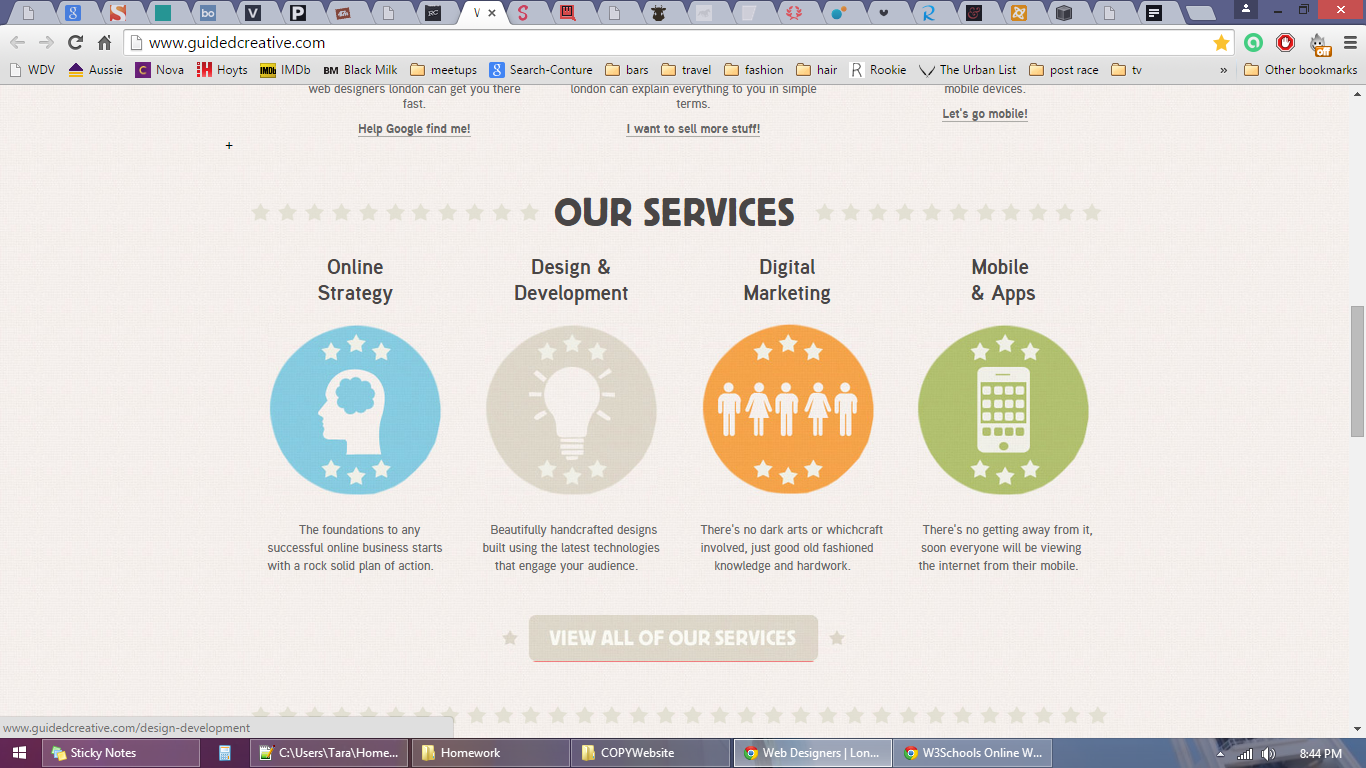 bo
V
P
RC
V
S
R
www.guidedcreative.com
off
WDV
Aussie
C Nova
Hoyts
IMDb IMDb
BM Black Milk
meetups
8 Search-Conture
bars
travel
fashion
hair
R Rookie
The Urban List
post race
tv
»
Other bookmarks
web designers london can get you there
fast.
Help Google find me!
london can explain everything to you in simple
terms.
I want to sell more stuff!
mobile devices.
Let's go mobile!
OUR SERVICES
Online
Strategy
Design &
Development
Digital
Marketing
Mobile
& Apps
The foundations to any
successful online business starts
with a rock solid plan of action.
Beautifully handcrafted designs
built using the latest technologies
that engage your audience.
There's no dark arts or whichcraft
involved, just good old fashioned
knowledge and hardwork.
There's no getting away from it,
soon everyone will be viewing
the internet from their mobile.
VIEW ALL OF OUR SERVICES
www.guidedcreative.com/design-development
Sticky Notes
C:\Users\Tara\Home...
Homework
COPYWebsite
Web Designers | Lon...
W3Schools Online W...
8:44 PM